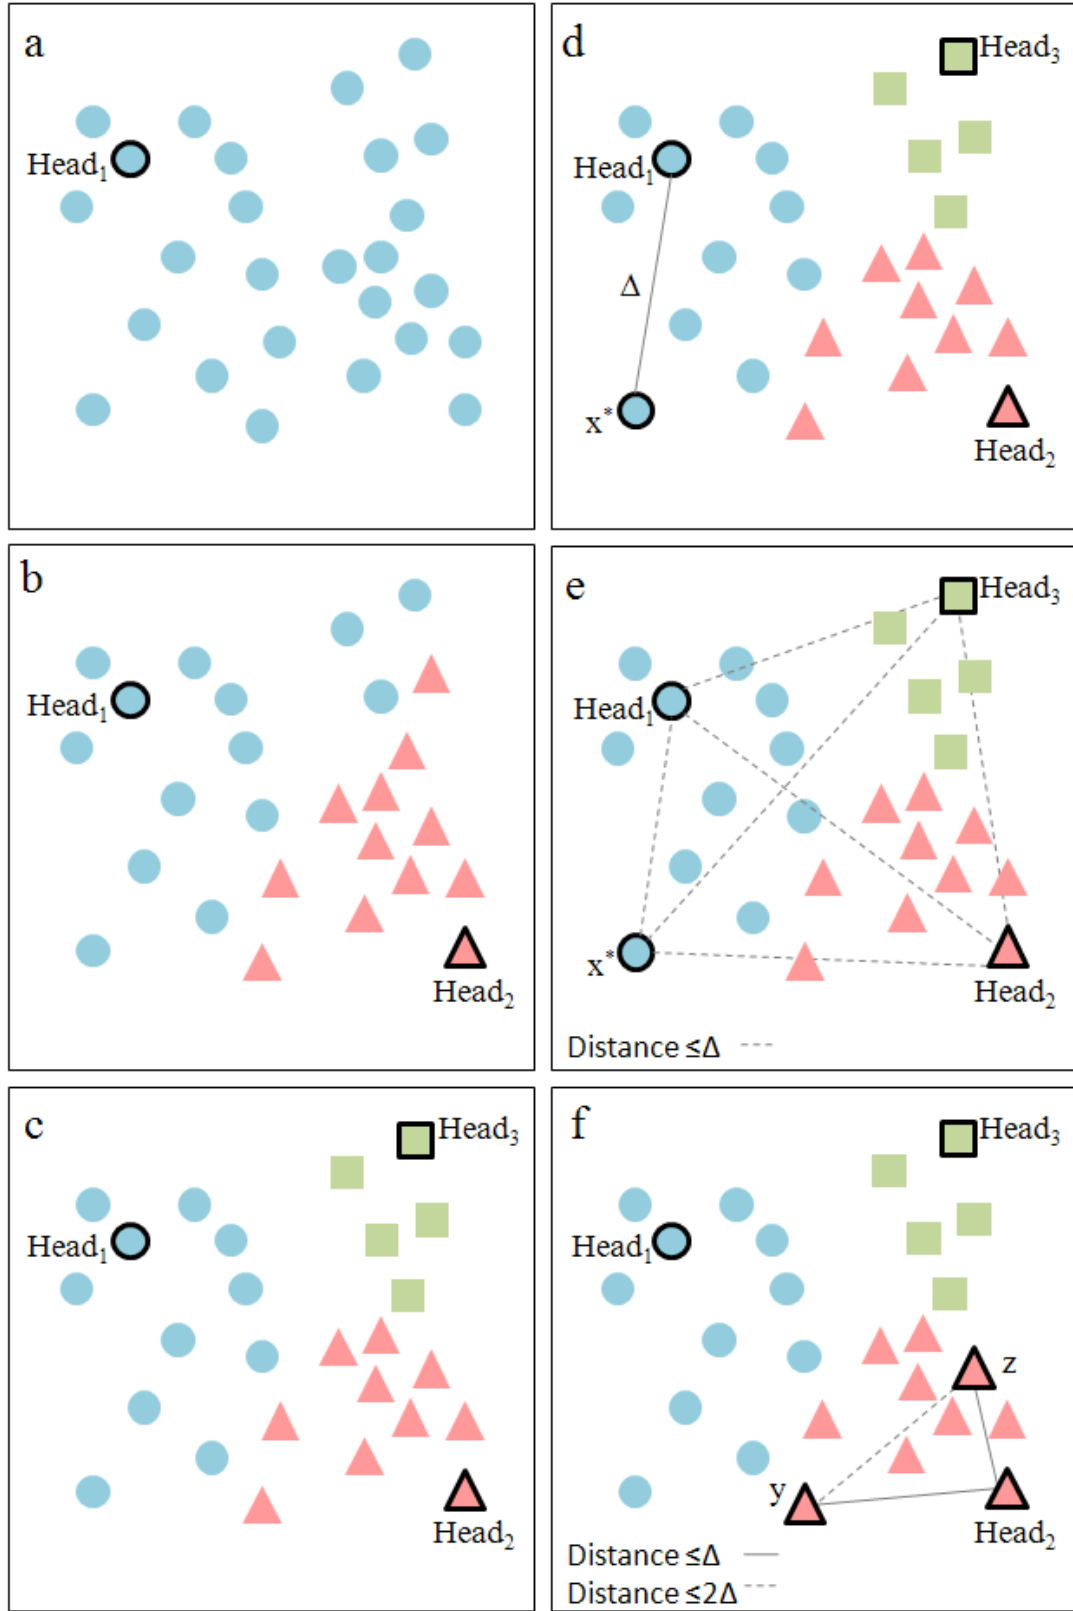 a
Head₁
d
Head₃
Head₁
Δ
x*
Head₂
b
Head₁
Head₂
e
Head₃
Head₁
x*
Head₂
Distance ≤Δ
c
Head₃
Head₁
Head₂
f
Head₃
Head₁
z
y
Head₂
Distance ≤Δ
Distance ≤2Δ